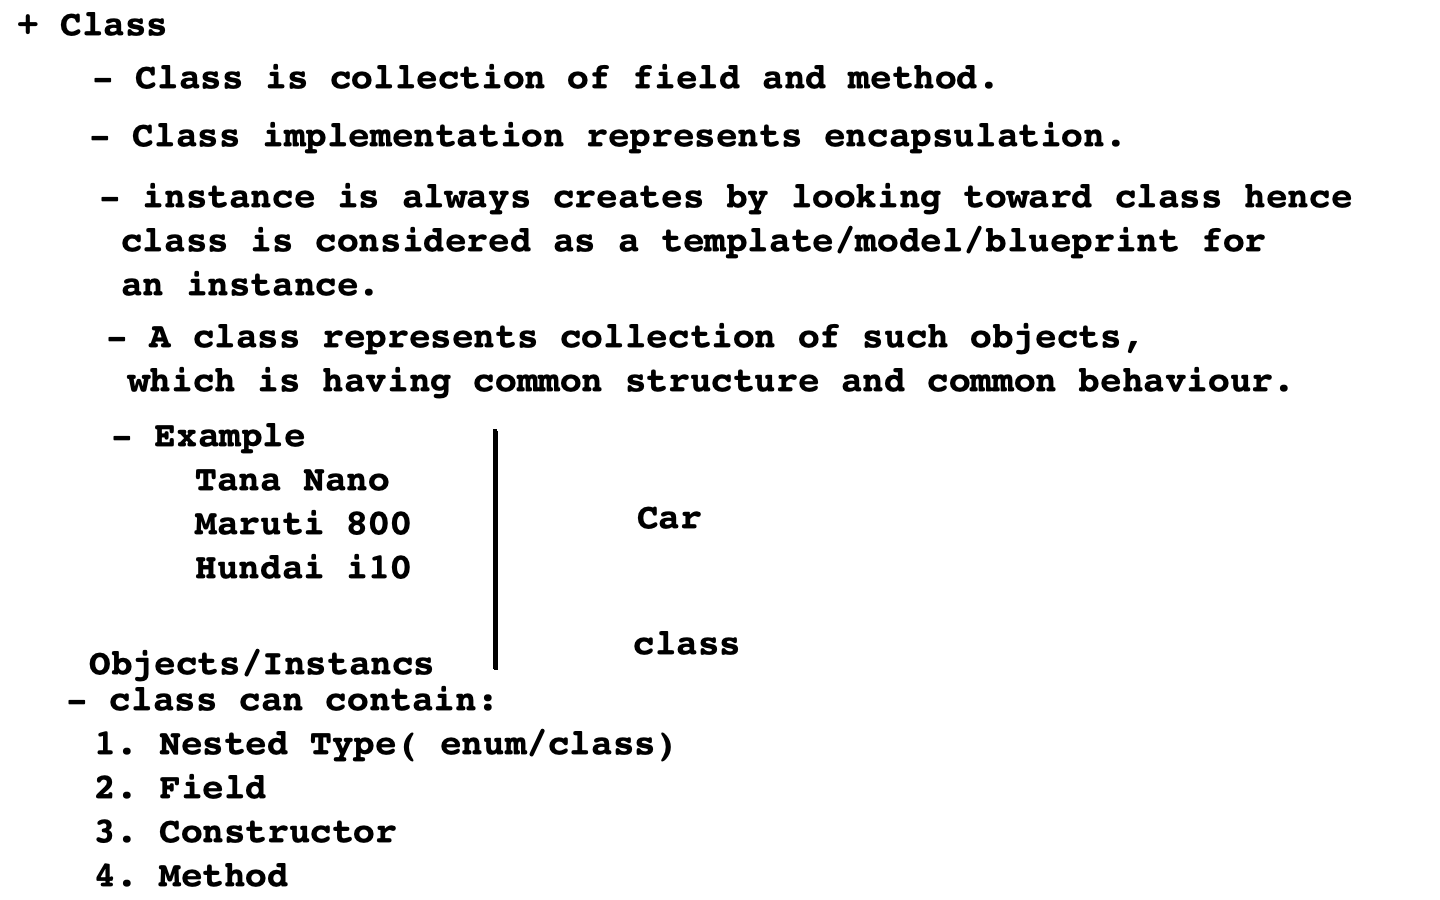 + Class
- Class is collection of field and method.
- Class implementation represents encapsulation.
- instance is always creates by looking toward class hence
class is considered as a template/model/blueprint for
an instance.
- A class represents collection of such objects,
which is having common structure and common behaviour.
- Example
Tana Nano
Maruti 800
Hundai i10
Car
Objects/Instancs
class
- class can contain:
1. Nested Type( enum/class)
2. Field
3. Constructor
4. Method